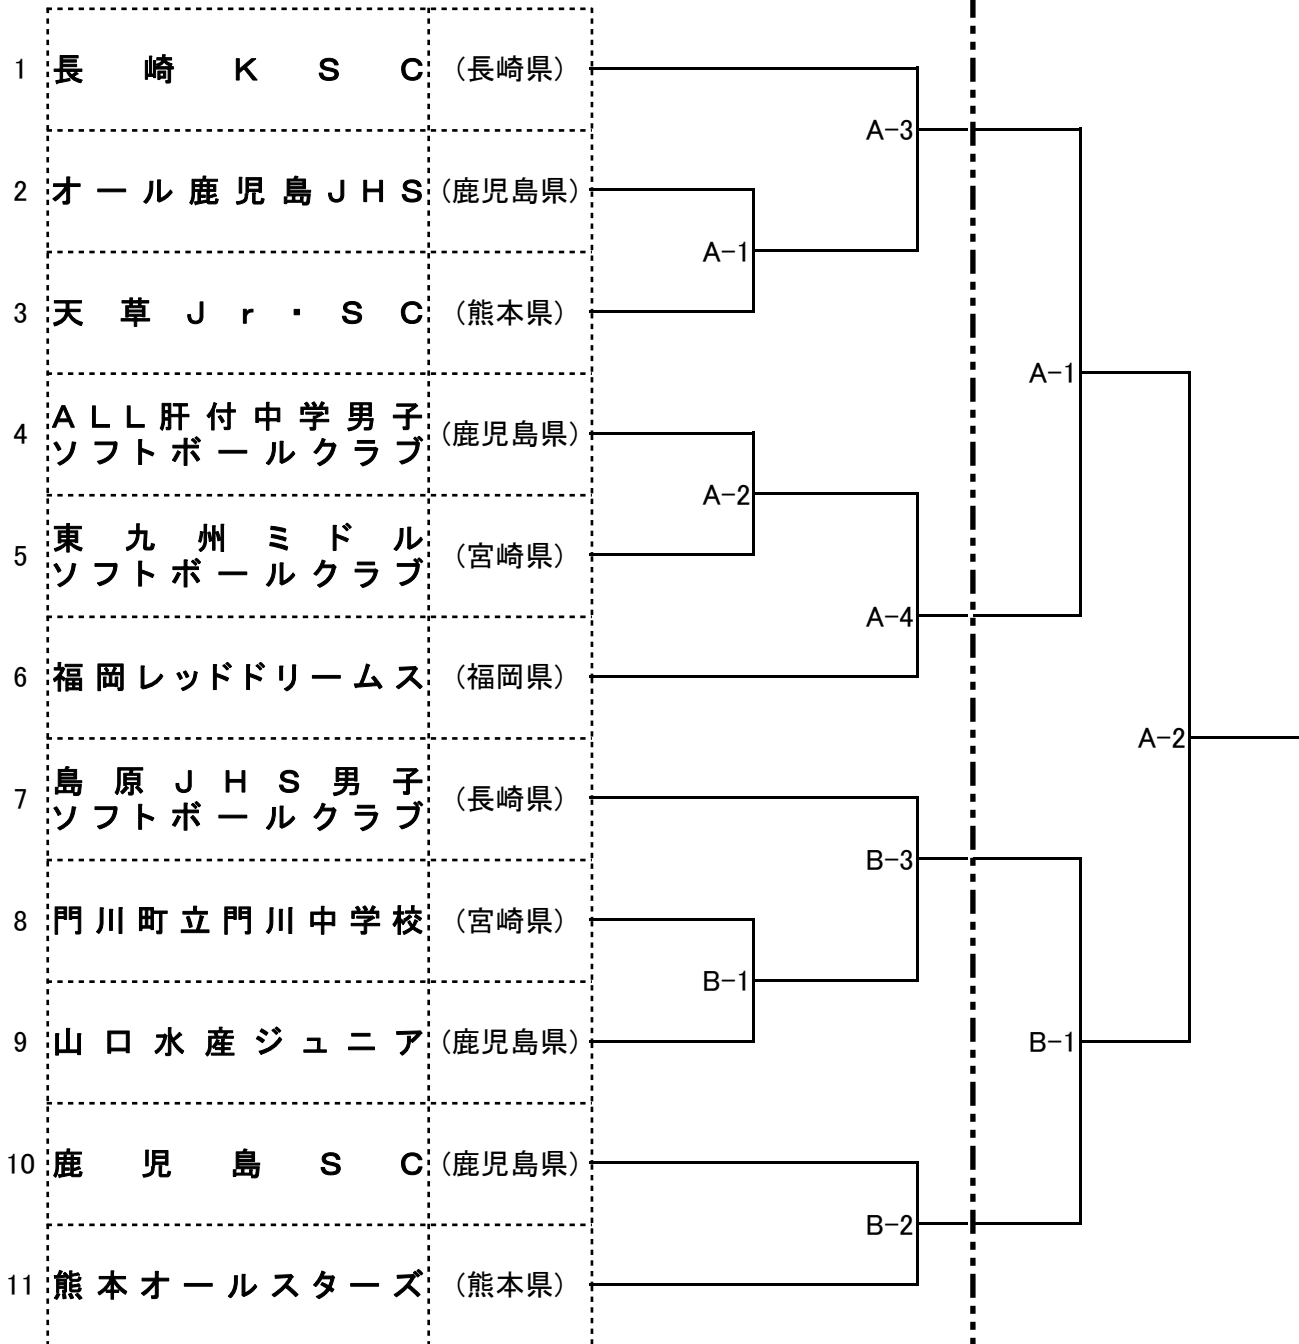 1 長崎KSC (長崎県)
A-3
2 オール鹿児島JHS (鹿児島県)
A-1
3 天草Jr・SC (熊本県)
A-1
4 ALL肝付中学男子
ソフトボールクラブ (鹿児島県)
A-2
5 東九州ミドル
ソフトボールクラブ (宮崎県)
A-4
6 福岡レッドドリームス (福岡県)
A-2
7 島原JHS男子
ソフトボールクラブ (長崎県)
B-3
8 門川町立門川中学校 (宮崎県)
B-1
9 山口水産ジュニア (鹿児島県)
B-1
10 鹿児島SC (鹿児島県)
B-2
11 熊本オールスターズ (熊本県)